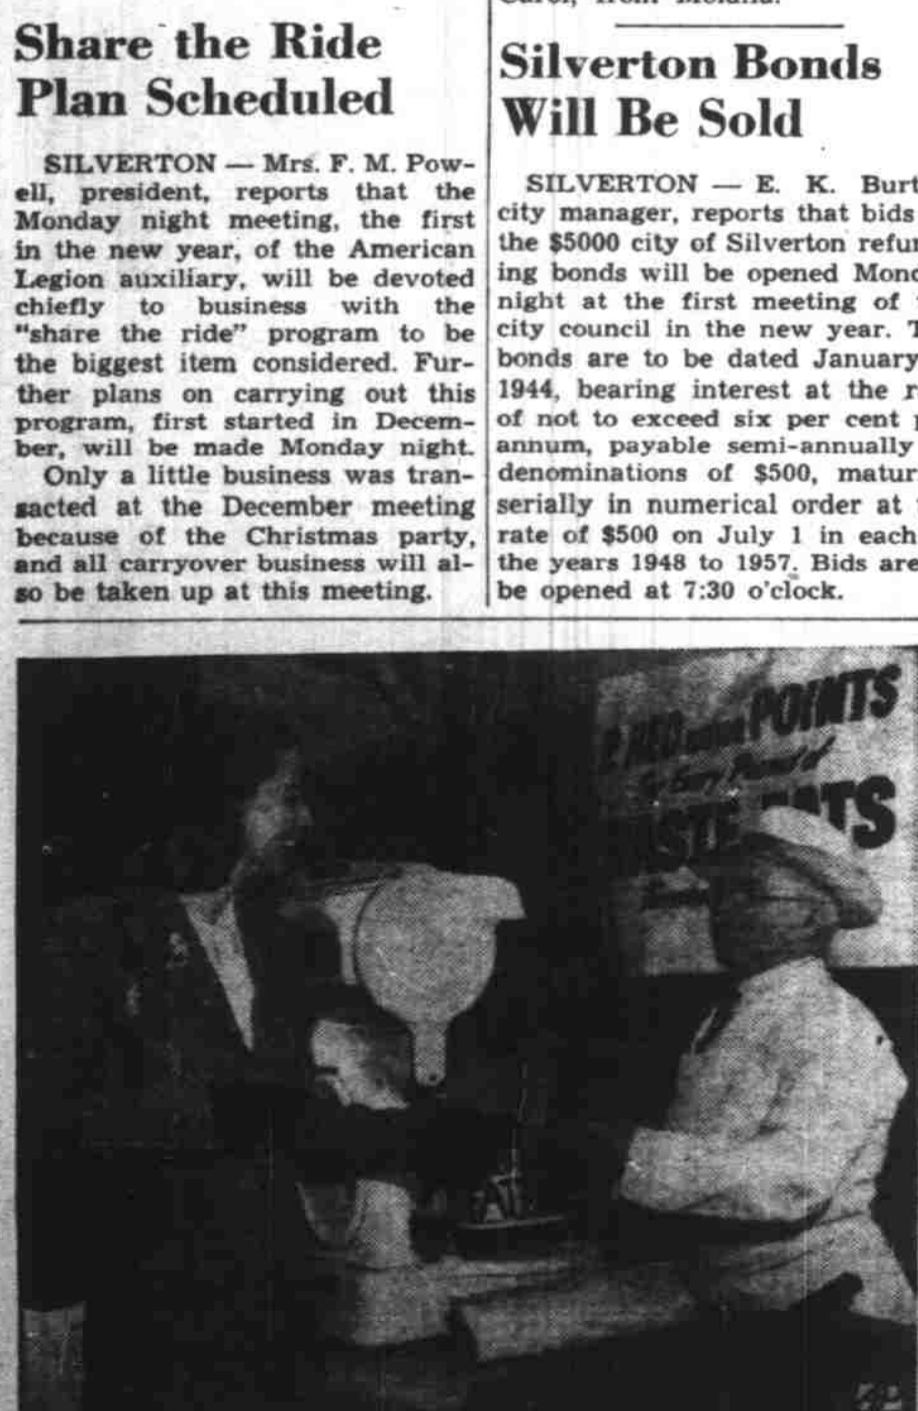 Share the Ride
Plan Scheduled
SILVERTON — Mrs. F. M. Pow-
ell, president, reports that the
Monday night meeting, the first
in the new year, of the American
Legion auxiliary, will be devoted
chiefly to business with the
"share the ride" program to be
the biggest item considered. Fur-
ther plans on carrying out this
program, first started in Decem-
ber, will be made Monday night.
Only a little business was tran-
sacted at the December meeting
because of the Christmas party,
and all carryover business will al-
so be taken up at this meeting.
Silverton Bonds
Will Be Sold
SILVERTON — E. K. Burt
city manager, reports that bids
the $5000 city of Silverton refun
ing bonds will be opened Mond
night at the first meeting of
city council in the new year. T
bonds are to be dated January
1944, bearing interest at the r
of not to exceed six per cent p
annum, payable semi-annually
denominations of $500, matur
serially in numerical order at
rate of $500 on July 1 in each
the years 1948 to 1957. Bids are
be opened at 7:30 o'clock.
RED POINTS
Every Pound of